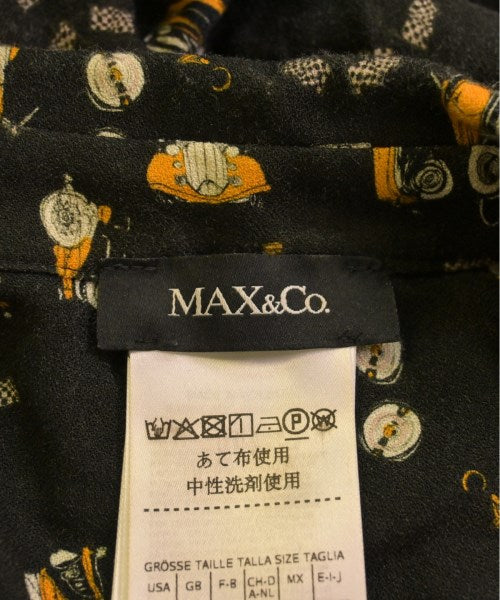 MAX&Co.
P W
あて布使用
中性洗剤使用
GRÖSSE TAILLE TALLA SIZE TAGLIA
USA GB F-B CH-D A-NL MX E-I-J